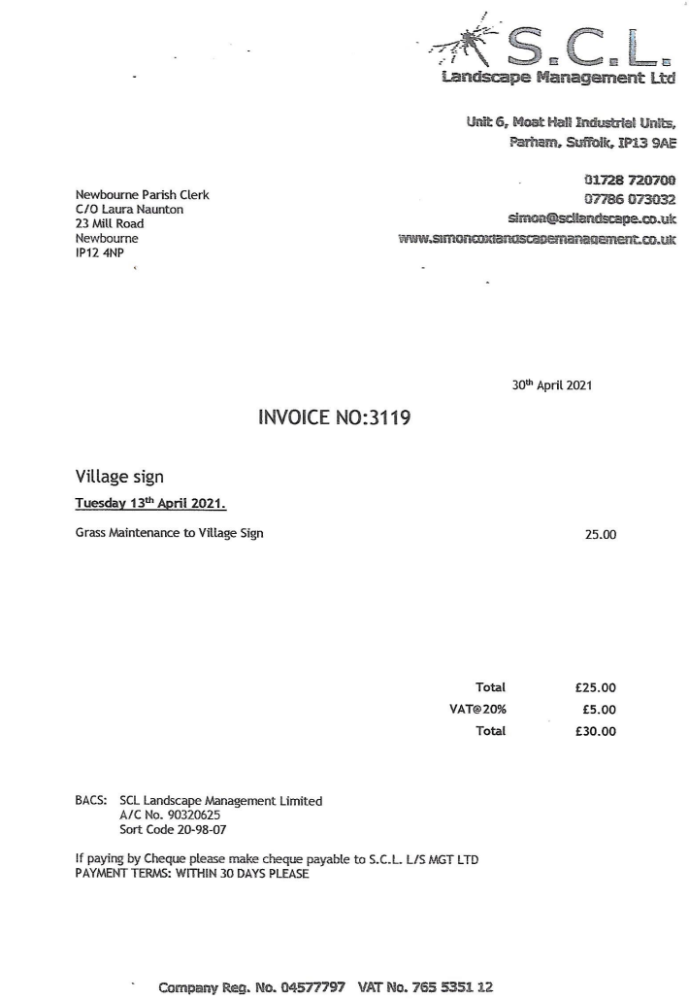 S.C.L.
Landscape Management Ltd
Unit 6, Moat Hall Industrial Units,
Parham, Suffolk, IP13 9AE
01728 720700
07786 073032
simon@scllandscape.co.uk
www.simoncoxlandscapemanagement.co.uk
Newbourne Parish Clerk
C/O Laura Naunton
23 Mill Road
Newbourne
IP12 4NP
30th April 2021
INVOICE NO:3119
Village sign
Tuesday 13th April 2021.
Grass Maintenance to Village Sign 25.00
Total £25.00
VAT@20% £5.00
Total £30.00
BACS: SCL Landscape Management Limited
A/C No. 90320625
Sort Code 20-98-07
If paying by Cheque please make cheque payable to S.C.L. L/S MGT LTD
PAYMENT TERMS: WITHIN 30 DAYS PLEASE
Company Reg. No. 04577797 VAT No. 765 5351 12